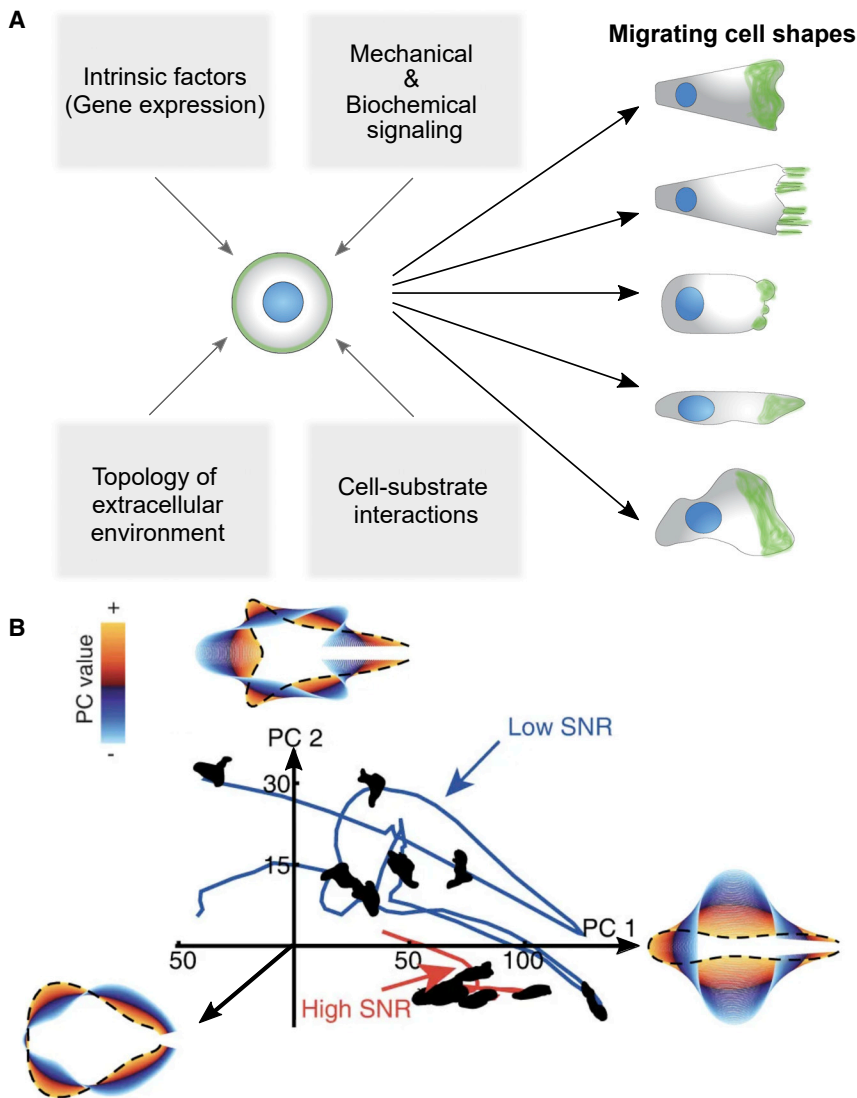 A
Intrinsic factors
(Gene expression)
Mechanical
&
Biochemical
signaling
Migrating cell shapes
Topology of
extracellular
environment
Cell-substrate
interactions
B
+
PC value
-
PC 2
Low SNR
30
15
PC 1
50
50
100
High SNR